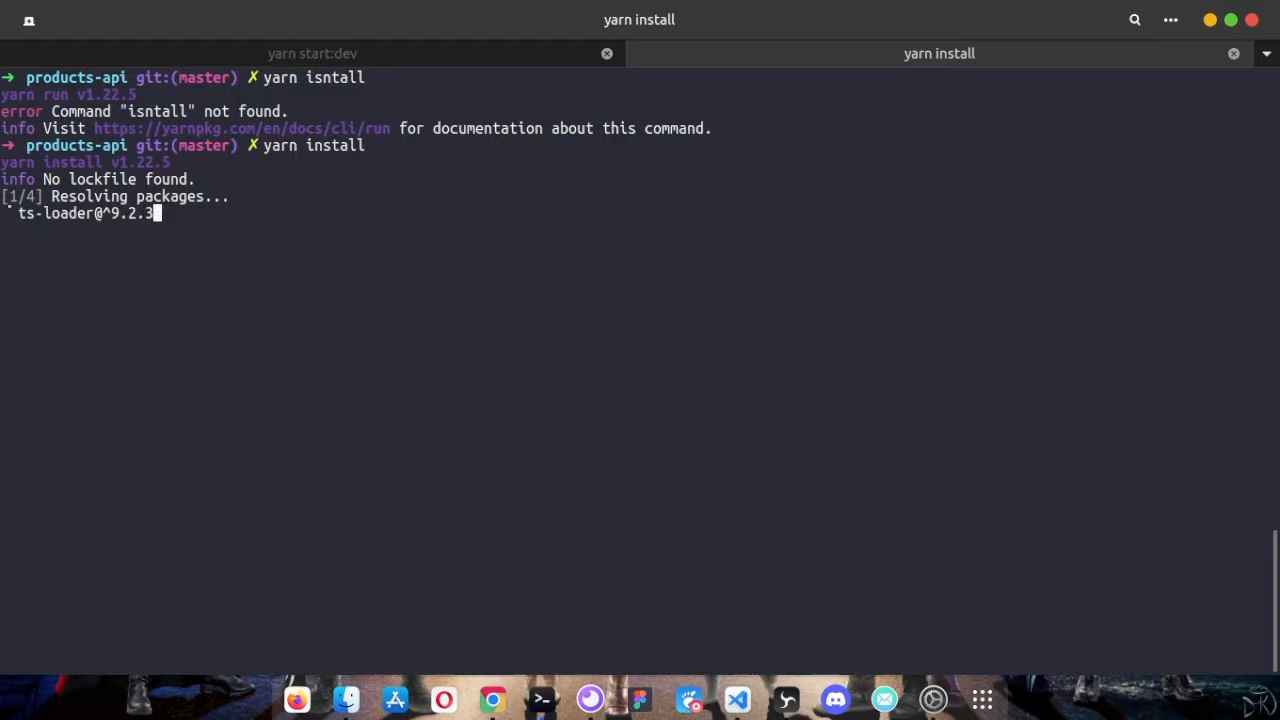 yarn install
yarn start:dev
yarn install
→ products-api git:(master) ✗ yarn isntall
yarn run v1.22.5
error Command "isntall" not found.
info Visit https://yarnpkg.com/en/docs/cli/run for documentation about this command.
→ products-api git:(master) ✗ yarn install
yarn install v1.22.5
info No lockfile found.
[1/4] Resolving packages...
⠁ ts-loader@^9.2.3